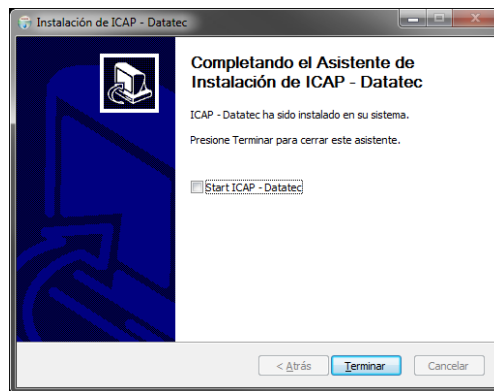 Instalación de ICAP - Datatec
Completando el Asistente de
Instalación de ICAP - Datatec
ICAP - Datatec ha sido instalado en su sistema.
Presione Terminar para cerrar este asistente.
Start ICAP - Datatec
< Atrás
Terminar
Cancelar